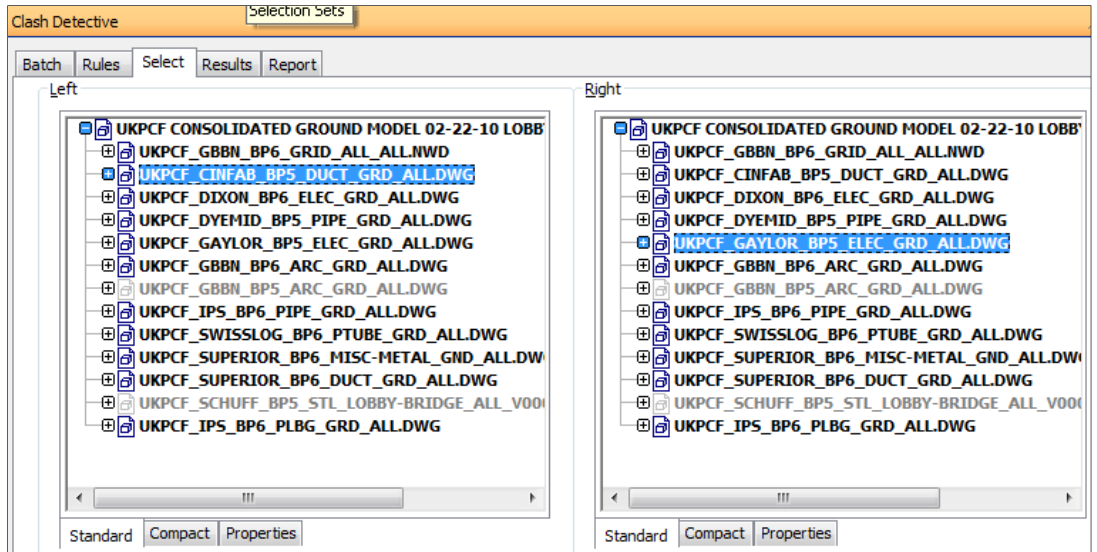 Selection Sets
Clash Detective
Batch Rules Select Results Report
Left
UKPCF CONSOLIDATED GROUND MODEL 02-22-10 LOBBY
UKPCF_GBBN_BP6_GRID_ALL_ALL.NWD
UKPCF_CINFAB_BP5_DUCT_GRD_ALL.DWG
UKPCF_DIXON_BP6_ELEC_GRD_ALL.DWG
UKPCF_DYEMID_BP5_PIPE_GRD_ALL.DWG
UKPCF_GAYLOR_BP5_ELEC_GRD_ALL.DWG
UKPCF_GBBN_BP6_ARC_GRD_ALL.DWG
UKPCF_GBBN_BP5_ARC_GRD_ALL.DWG
UKPCF_IPS_BP6_PIPE_GRD_ALL.DWG
UKPCF_SWISSLOG_BP6_PTUBE_GRD_ALL.DWG
UKPCF_SUPERIOR_BP6_MISC-METAL_GND_ALL.DW
UKPCF_SUPERIOR_BP6_DUCT_GRD_ALL.DWG
UKPCF_SCHUFF_BP5_STL_LOBBY-BRIDGE_ALL_V00
UKPCF_IPS_BP6_PLBG_GRD_ALL.DWG
Standard Compact Properties
Right
UKPCF CONSOLIDATED GROUND MODEL 02-22-10 LOBBY
UKPCF_GBBN_BP6_GRID_ALL_ALL.NWD
UKPCF_CINFAB_BP5_DUCT_GRD_ALL.DWG
UKPCF_DIXON_BP6_ELEC_GRD_ALL.DWG
UKPCF_DYEMID_BP5_PIPE_GRD_ALL.DWG
UKPCF_GAYLOR_BP5_ELEC_GRD_ALL.DWG
UKPCF_GBBN_BP6_ARC_GRD_ALL.DWG
UKPCF_GBBN_BP5_ARC_GRD_ALL.DWG
UKPCF_IPS_BP6_PIPE_GRD_ALL.DWG
UKPCF_SWISSLOG_BP6_PTUBE_GRD_ALL.DWG
UKPCF_SUPERIOR_BP6_MISC-METAL_GND_ALL.DW
UKPCF_SUPERIOR_BP6_DUCT_GRD_ALL.DWG
UKPCF_SCHUFF_BP5_STL_LOBBY-BRIDGE_ALL_V00
UKPCF_IPS_BP6_PLBG_GRD_ALL.DWG
Standard Compact Properties